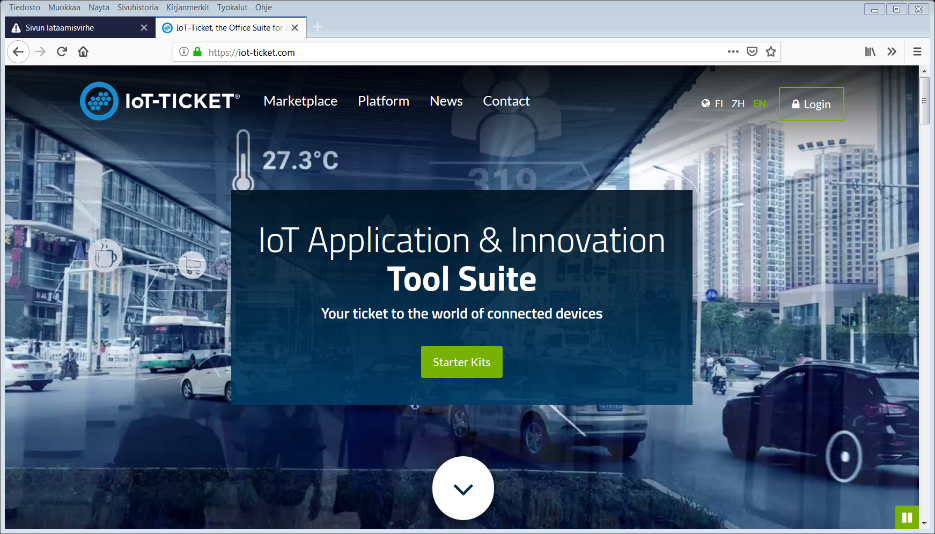 Tiedosto Muokkaa Näytä Sivuhistoria Kirjanmerkit Työkalut Ohje
Sivun lataamisvirhe
IoT-Ticket, the Office Suite for
https://iot-ticket.com
IoT-TICKET®
Marketplace Platform News Contact
FI ZH EN
Login
27.3°C
319
IoT Application & Innovation
Tool Suite
Your ticket to the world of connected devices
Starter Kits